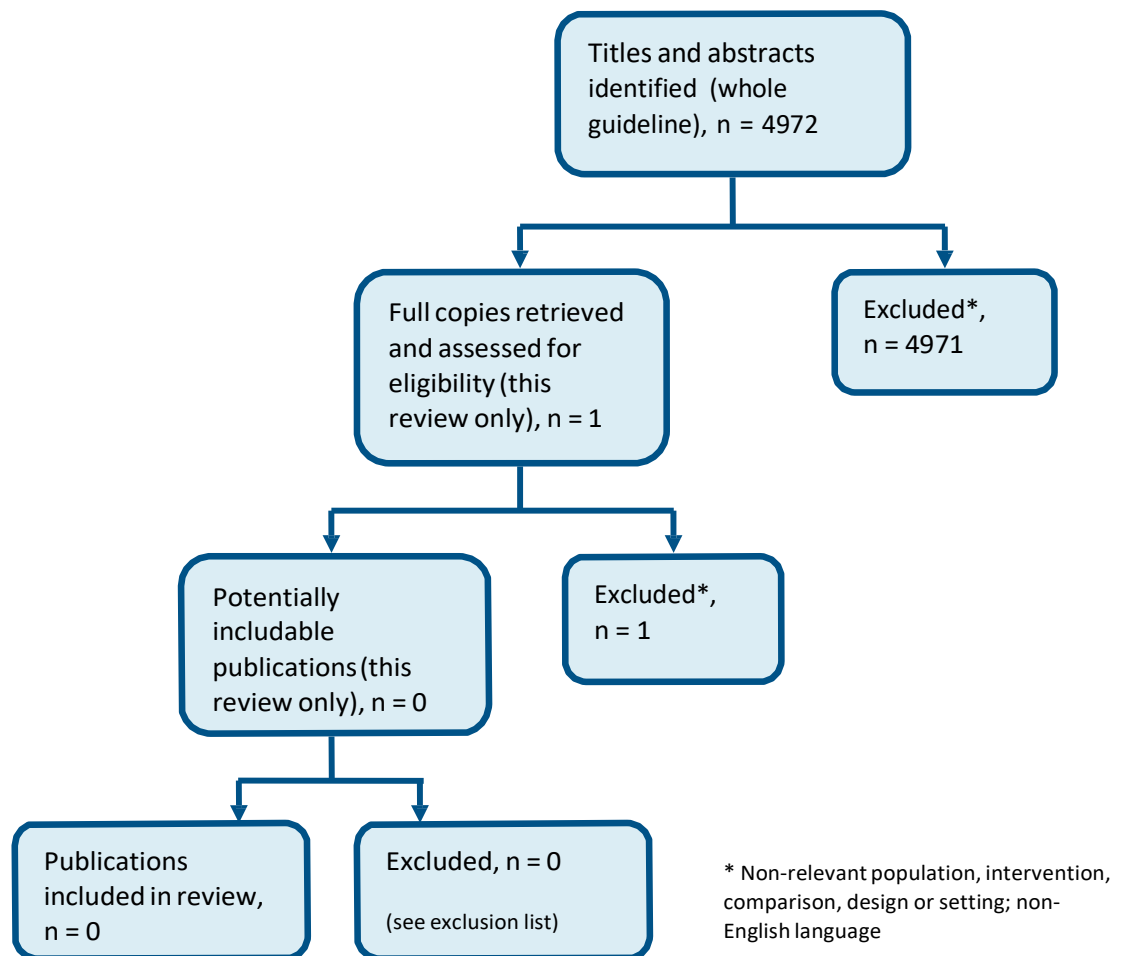 Titles and abstracts
identified (whole
guideline), n = 4972
Full copies retrieved
and assessed for
eligibility (this
review only), n = 1
Excluded*,
n = 4971
Potentially
includable
publications (this
review only), n = 0
Excluded*,
n = 1
Publications
included in review,
n = 0
Excluded, n = 0
(see exclusion list)
* Non-relevant population, intervention,
comparison, design or setting; non-
English language